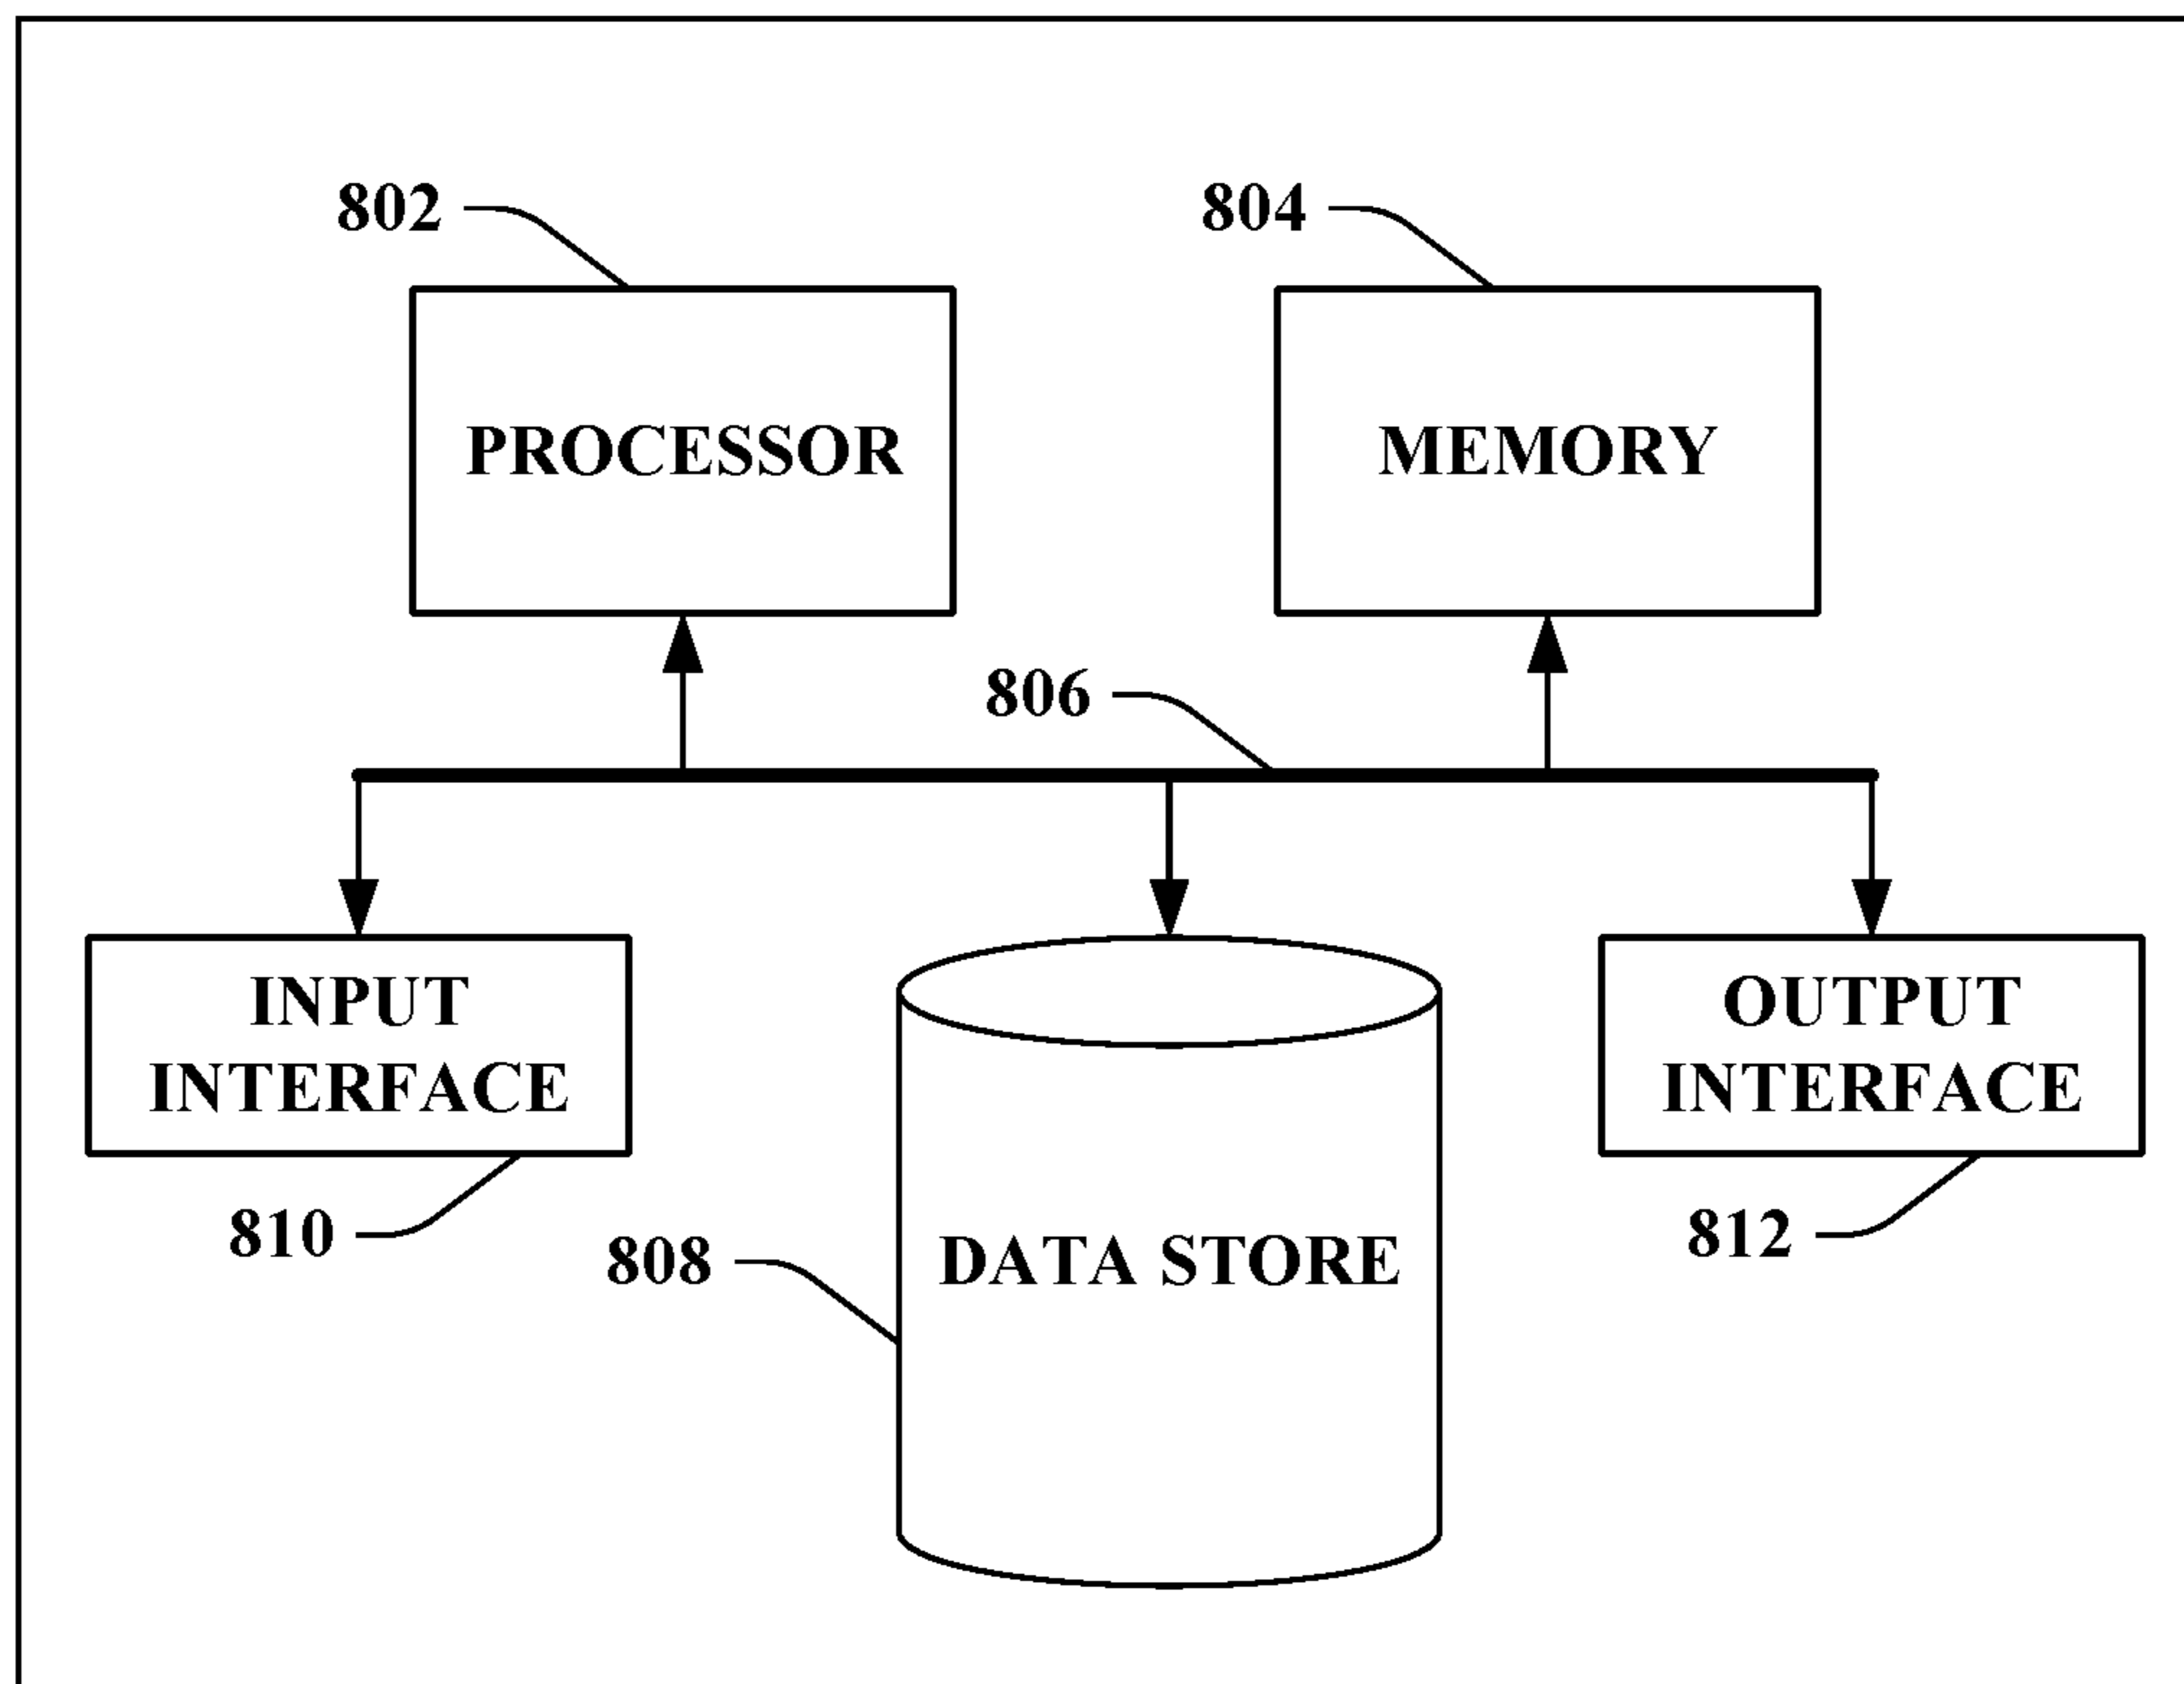 802
804
PROCESSOR
MEMORY
806
INPUT
INTERFACE
OUTPUT
INTERFACE
810
808
DATA STORE
812